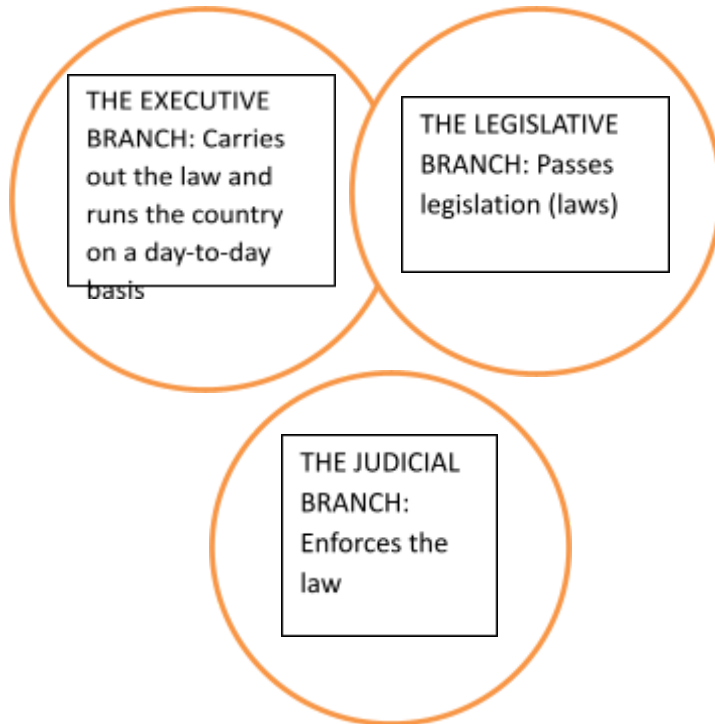 THE EXECUTIVE
BRANCH: Carries
out the law and
runs the country
on a day-to-day
basis
THE LEGISLATIVE
BRANCH: Passes
legislation (laws)
THE JUDICIAL
BRANCH:
Enforces the
law